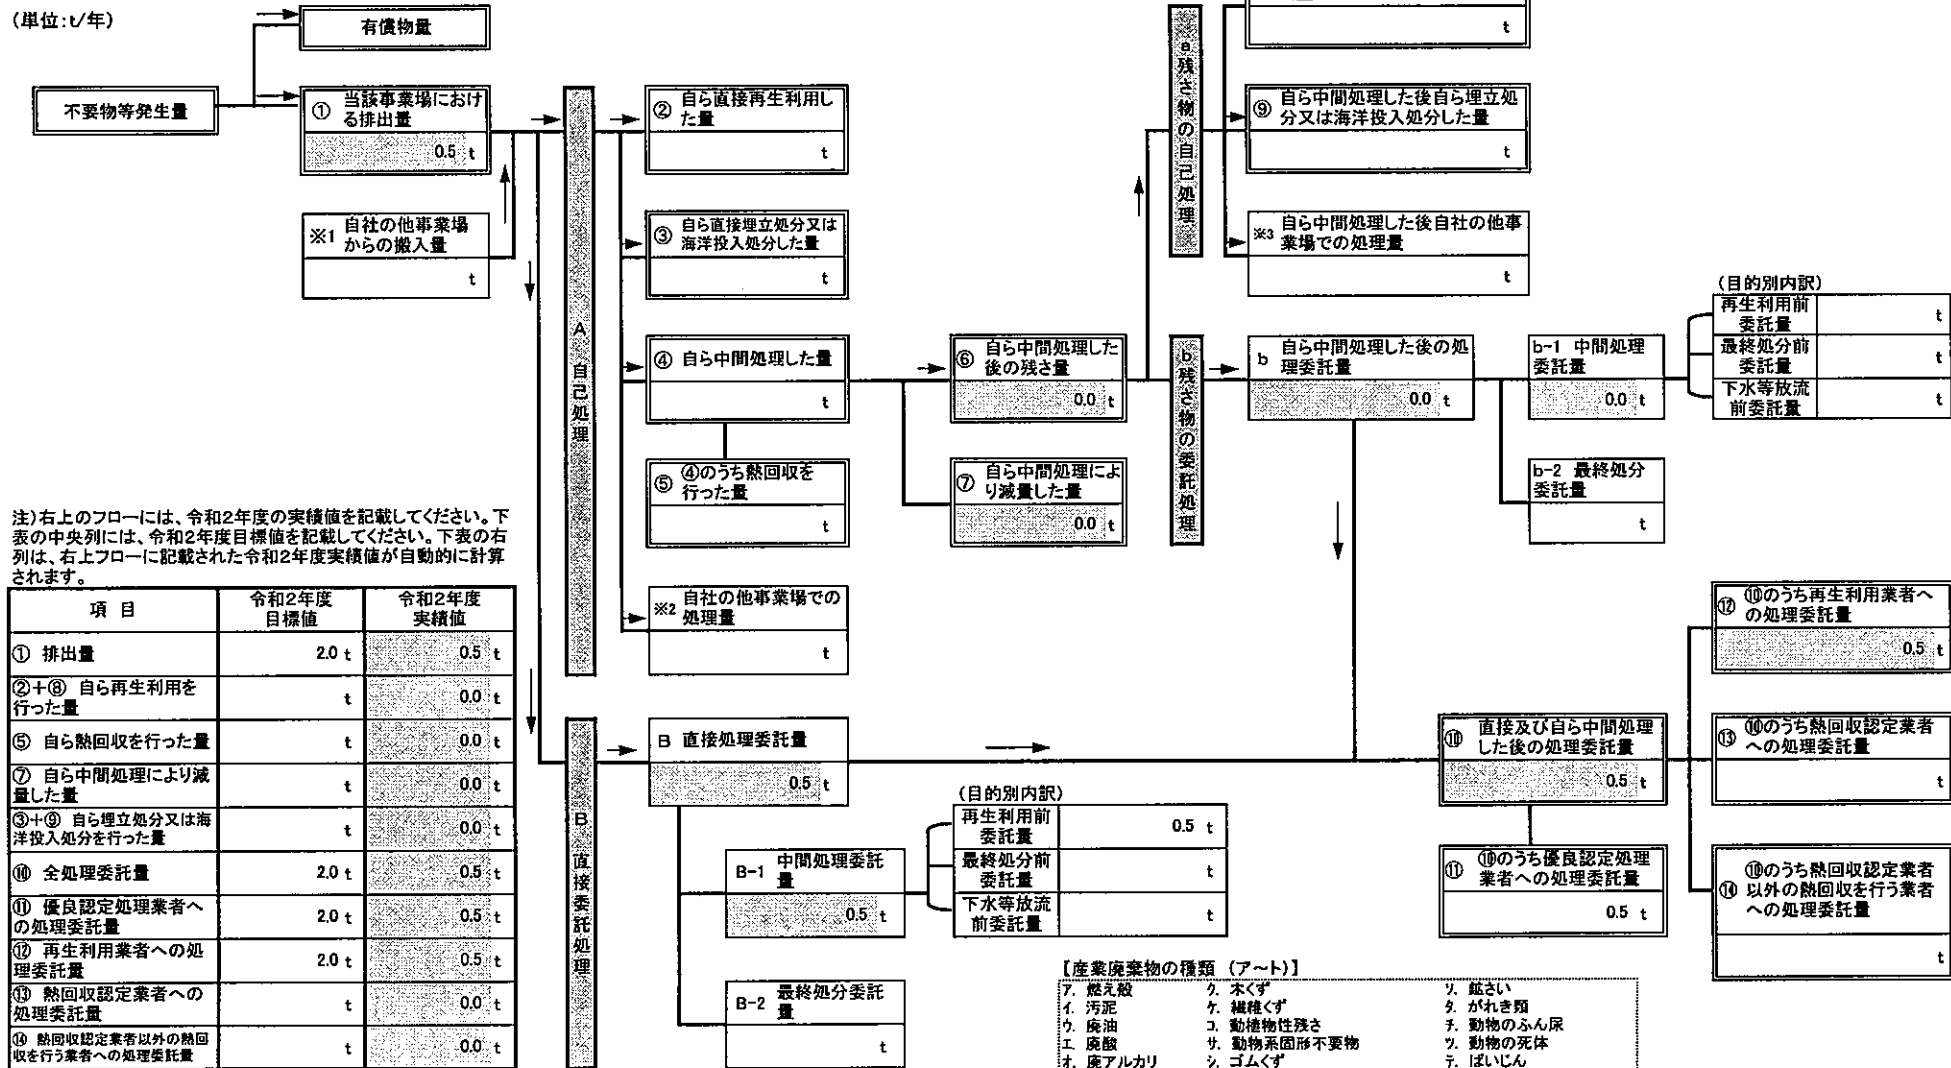 (単位:t/年)
有償物量
不要物等発生量
① 当該事業場におけ
る排出量
0.5 t
※1 自社の他事業場
からの搬入量
t
A 自己処理
② 自ら直接再生利用し
た量
t
③ 自ら直接埋立処分又は
海洋投入処分した量
t
④ 自ら中間処理した量
t
⑤ ④のうち熱回収を
行った量
t
※2 自社の他事業場での
処理量
t
⑥ 自ら中間処理した
後の残さ量
0.0 t
⑦ 自ら中間処理によ
り減量した量
0.0 t
a 残さ物の自己処理
t
⑨ 自ら中間処理した後自ら埋立処
分又は海洋投入処分した量
t
※3 自ら中間処理した後自社の他事
業場での処理量
t
b 残さ物の委託処理
b 自ら中間処理した後の処
理委託量
0.0 t
b-1 中間処理
委託量
0.0 t
(目的別内訳)
再生利用前
委託量
t
最終処分前
委託量
t
下水等放流
前委託量
t
b-2 最終処分
委託量
t
注)右上のフローには、令和2年度の実績値を記載してください。下
表の中央列には、令和2年度目標値を記載してください。下表の右
列は、右上フローに記載された令和2年度実績値が自動的に計算
されます。
項 目 令和2年度 令和2年度
目標値 実績値
① 排出量 2.0 t 0.5 t
②+⑧ 自ら再生利用を
行った量 t 0.0 t
⑤ 自ら熱回収を行った量 t 0.0 t
⑦ 自ら中間処理により減
量した量 t 0.0 t
③+⑨ 自ら埋立処分又は海
洋投入処分を行った量 t 0.0 t
⑩ 全処理委託量 2.0 t 0.5 t
⑪ 優良認定処理業者へ
の処理委託量 2.0 t 0.5 t
⑫ 再生利用業者への処
理委託量 2.0 t 0.5 t
⑬ 熱回収認定業者への
処理委託量 t 0.0 t
⑭ 熱回収認定業者以外の熱回
収を行う業者への処理委託量 t 0.0 t
B 直接委託処理
B 直接処理委託量
0.5 t
B-1 中間処理委託
量
0.5 t
(目的別内訳)
再生利用前
委託量
0.5 t
最終処分前
委託量
t
下水等放流
前委託量
t
B-2 最終処分委託
量
t
⑩ 直接及び自ら中間処理
した後の処理委託量
0.5 t
⑪ ⑩のうち優良認定処理
業者への処理委託量
0.5 t
⑫ ⑩のうち再生利用業者へ
の処理委託量
0.5 t
⑬ ⑩のうち熱回収認定業者
への処理委託量
t
⑭ ⑩のうち熱回収認定業者
以外の熱回収を行う業者
への処理委託量
t
【産業廃棄物の種類 (ア~ト)】
ア. 燃え殻 ク. 木くず ソ. 鉱さい
イ. 汚泥 ケ. 繊維くず タ. がれき類
ウ. 廃油 コ. 動植物性残さ チ. 動物のふん尿
エ. 廃酸 サ. 動物系固形不要物 ツ. 動物の死体
オ. 廃アルカリ シ. ゴムくず テ. ばいじん